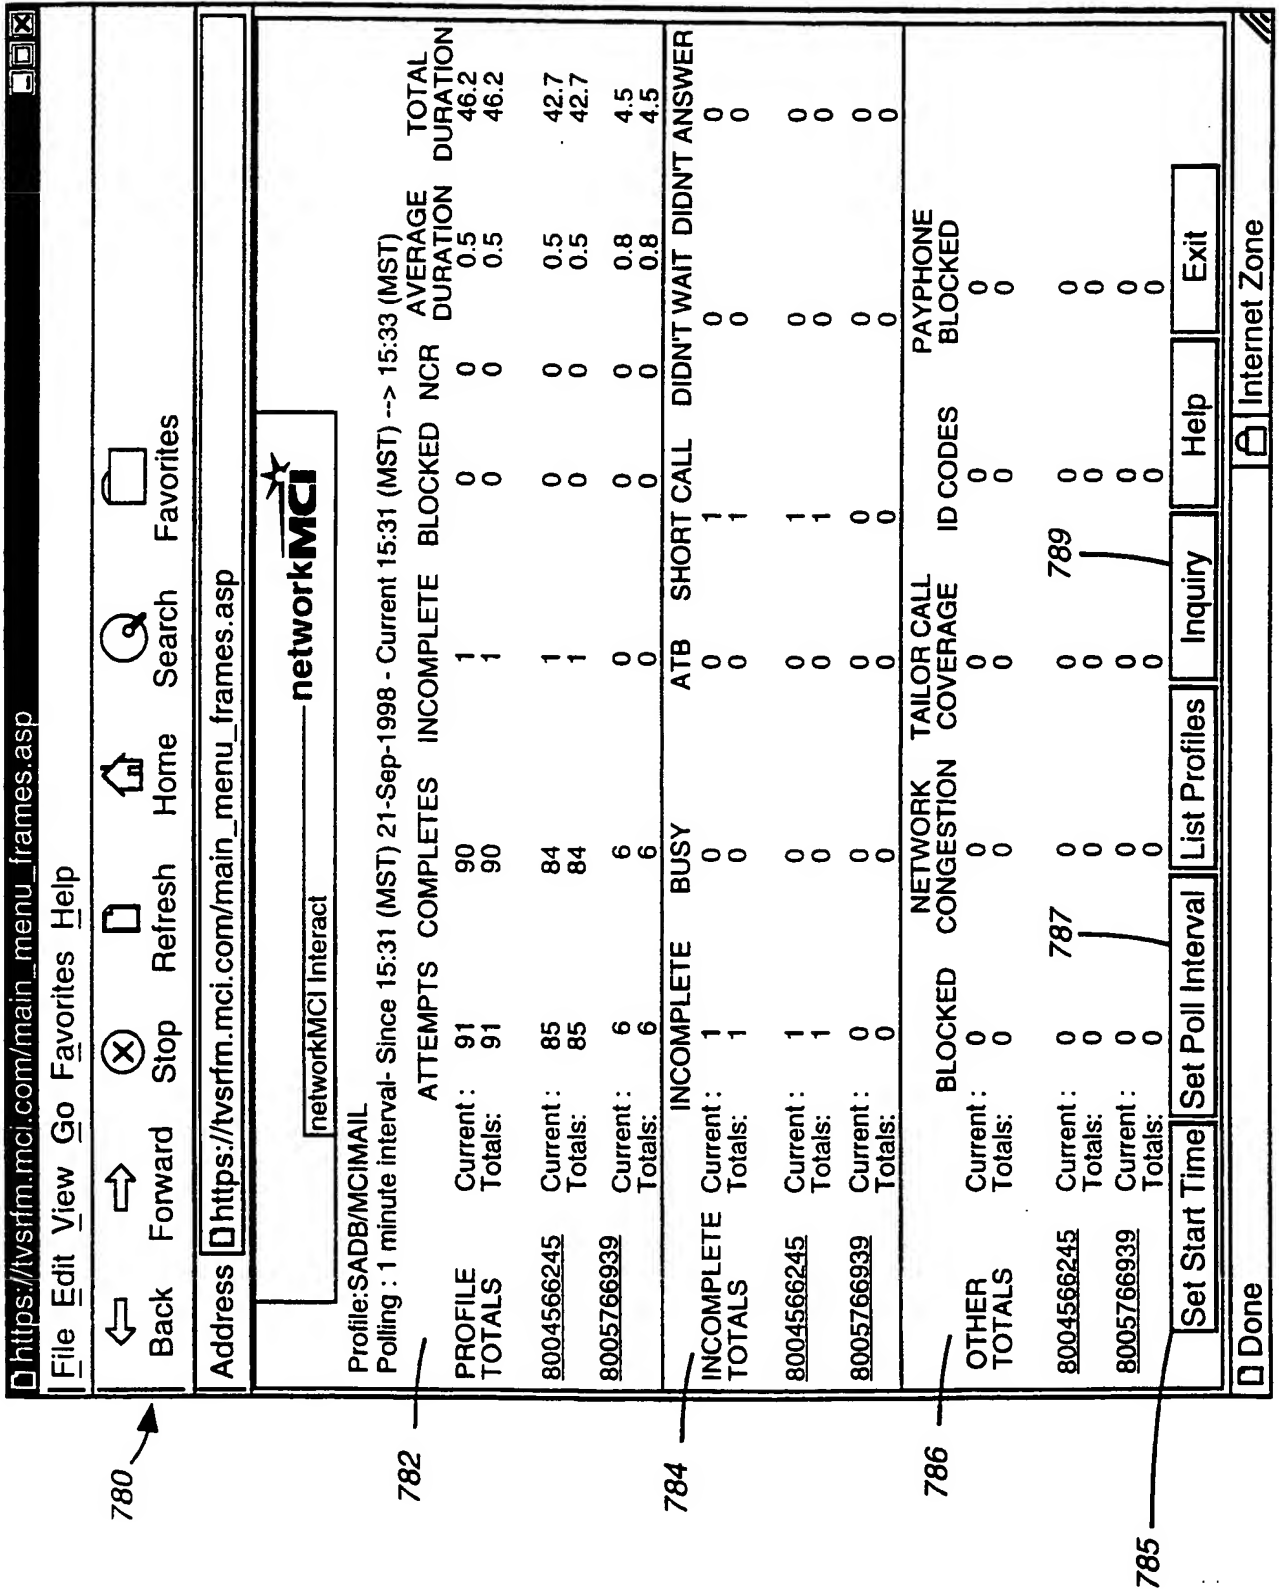 https://tvsrfm.mci.com/main_menu_frames.asp
File Edit View Go Favorites Help
Back Forward Stop Refresh Home Search Favorites
Address https://tvsrfm.mci.com/main_menu_frames.asp
780
networkMCI Interact
networkMCI
Profile:SADB/MCIMAIL
Polling : 1 minute interval- Since 15:31 (MST) 21-Sep-1998 - Current 15:31 (MST) --> 15:33 (MST)
782
ATTEMPTS COMPLETES INCOMPLETE BLOCKED NCR AVERAGE DURATION TOTAL DURATION
PROFILE Current : 91 90 1 0 0 0.5 46.2
TOTALS Totals: 91 90 1 0 0 0.5 46.2
8004566245 Current : 85 84 1 0 0 0.5 42.7
Totals: 85 84 1 0 0 0.5 42.7
8005766939 Current : 6 6 0 0 0 0.8 4.5
Totals: 6 6 0 0 0 0.8 4.5
784
INCOMPLETE BUSY ATB SHORT CALL DIDN'T WAIT DIDN'T ANSWER
INCOMPLETE Current : 1 0 0 1 0 0
TOTALS Totals: 1 0 0 1 0 0
8004566245 Current : 1 0 0 1 0 0
Totals: 1 0 0 1 0 0
8005766939 Current : 0 0 0 0 0 0
Totals: 0 0 0 0 0 0
786
BLOCKED NETWORK CONGESTION TAILOR CALL COVERAGE ID CODES PAYPHONE BLOCKED
OTHER Current : 0 0 0 0 0
TOTALS Totals: 0 0 0 0 0
8004566245 Current : 0 0 0 0 0
Totals: 0 0 0 0 0
8005766939 Current : 0 0 0 0 0
Totals: 0 0 0 0 0
787
789
Set Start Time Set Poll Interval List Profiles Inquiry Help Exit
785
Done Internet Zone